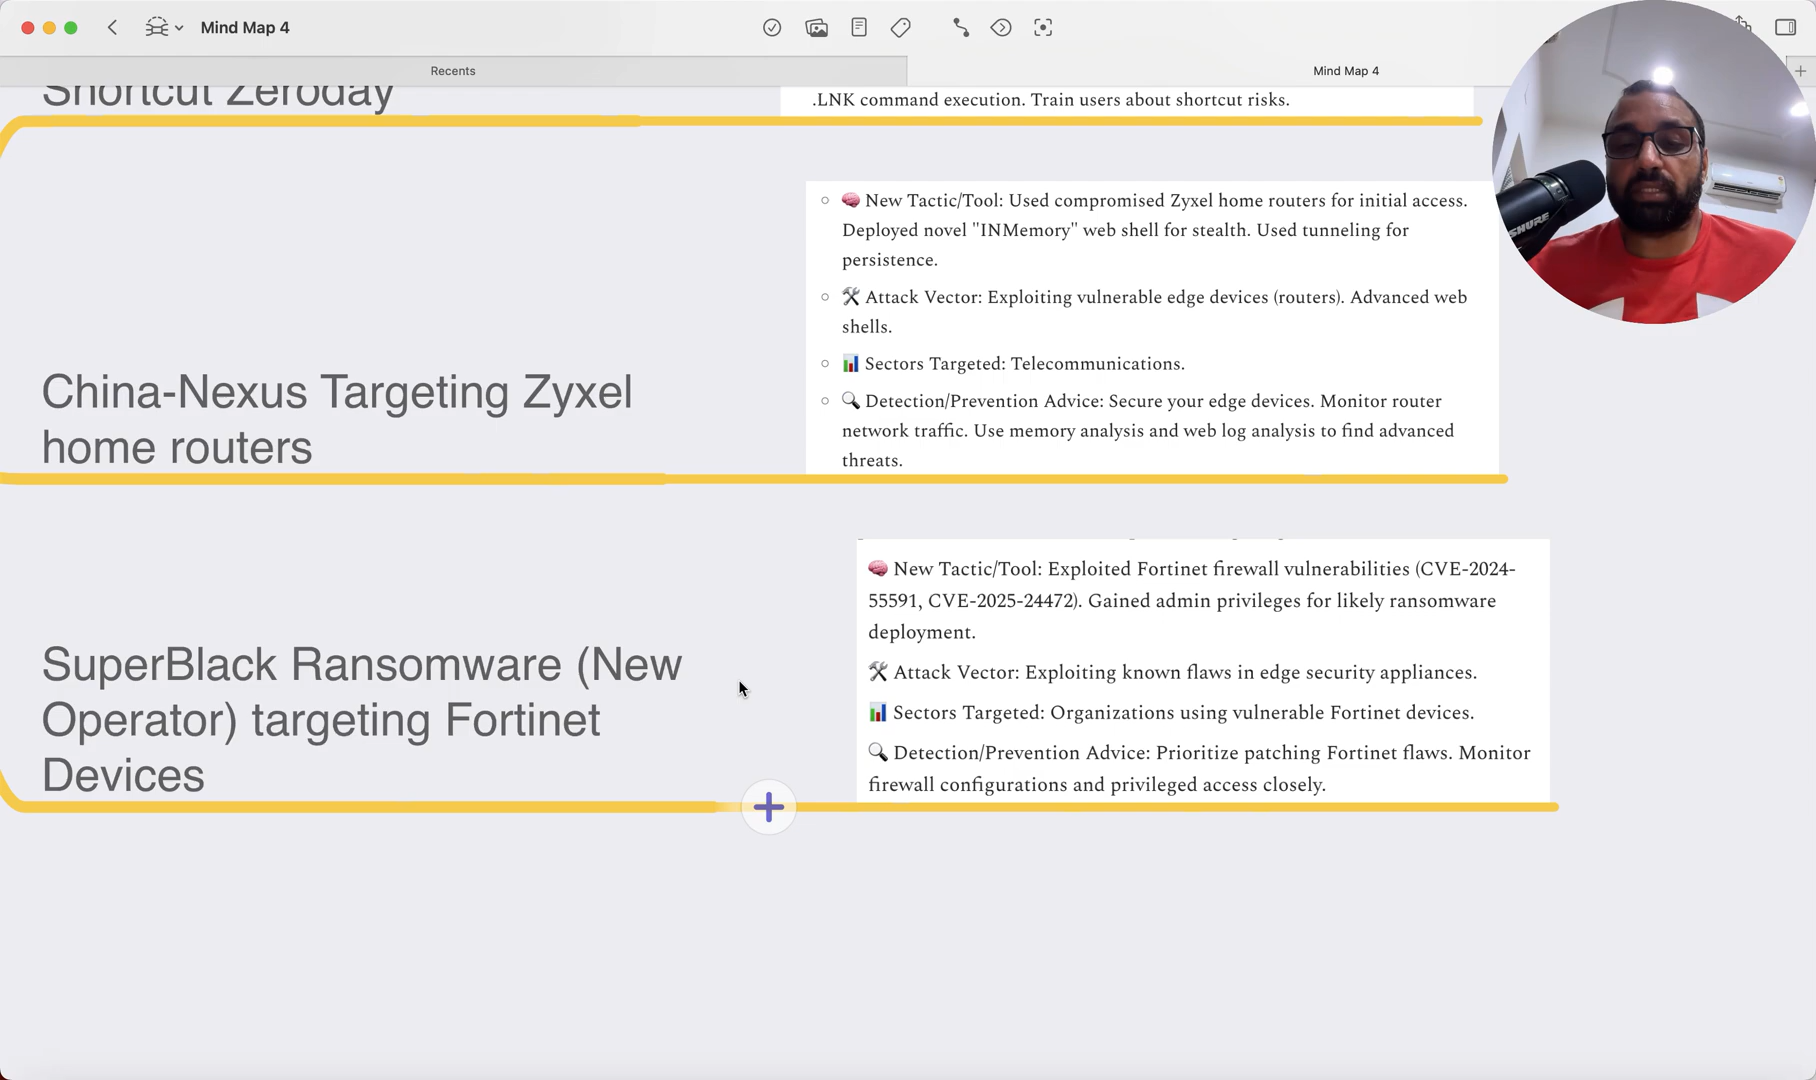 Mind Map 4
Recents
Mind Map 4
Shortcut Zeroday
.LNK command execution. Train users about shortcut risks.
China-Nexus Targeting Zyxel
home routers
🧠 New Tactic/Tool: Used compromised Zyxel home routers for initial access.
Deployed novel "INMemory" web shell for stealth. Used tunneling for
persistence.
🛠️ Attack Vector: Exploiting vulnerable edge devices (routers). Advanced web
shells.
📊 Sectors Targeted: Telecommunications.
🔍 Detection/Prevention Advice: Secure your edge devices. Monitor router
network traffic. Use memory analysis and web log analysis to find advanced
threats.
SuperBlack Ransomware (New
Operator) targeting Fortinet
Devices
🧠 New Tactic/Tool: Exploited Fortinet firewall vulnerabilities (CVE-2024-
55591, CVE-2025-24472). Gained admin privileges for likely ransomware
deployment.
🛠️ Attack Vector: Exploiting known flaws in edge security appliances.
📊 Sectors Targeted: Organizations using vulnerable Fortinet devices.
🔍 Detection/Prevention Advice: Prioritize patching Fortinet flaws. Monitor
firewall configurations and privileged access closely.
SHURE